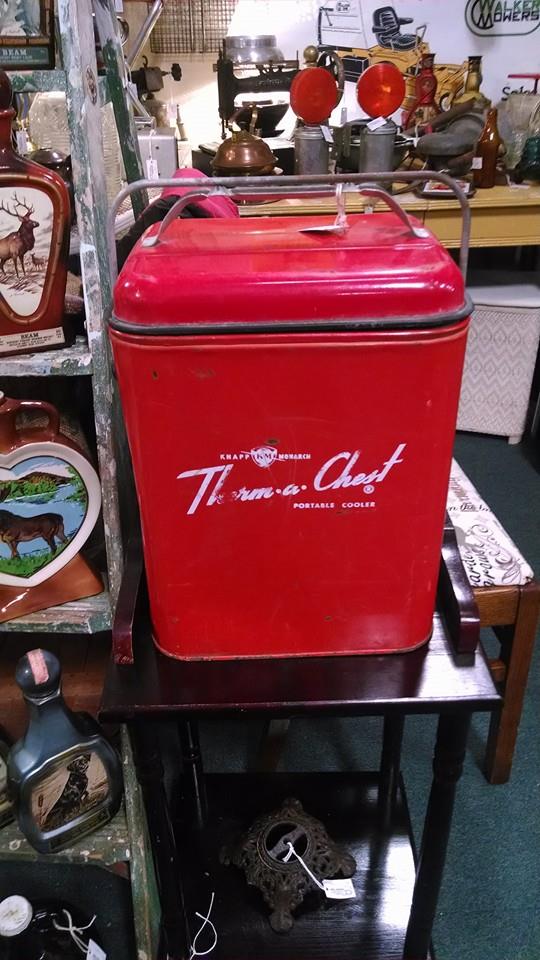 BEAM
WALKER
MOWERS
BEAM
KNAPP KM MONARCH
Therm-a-Chest ®
PORTABLE COOLER